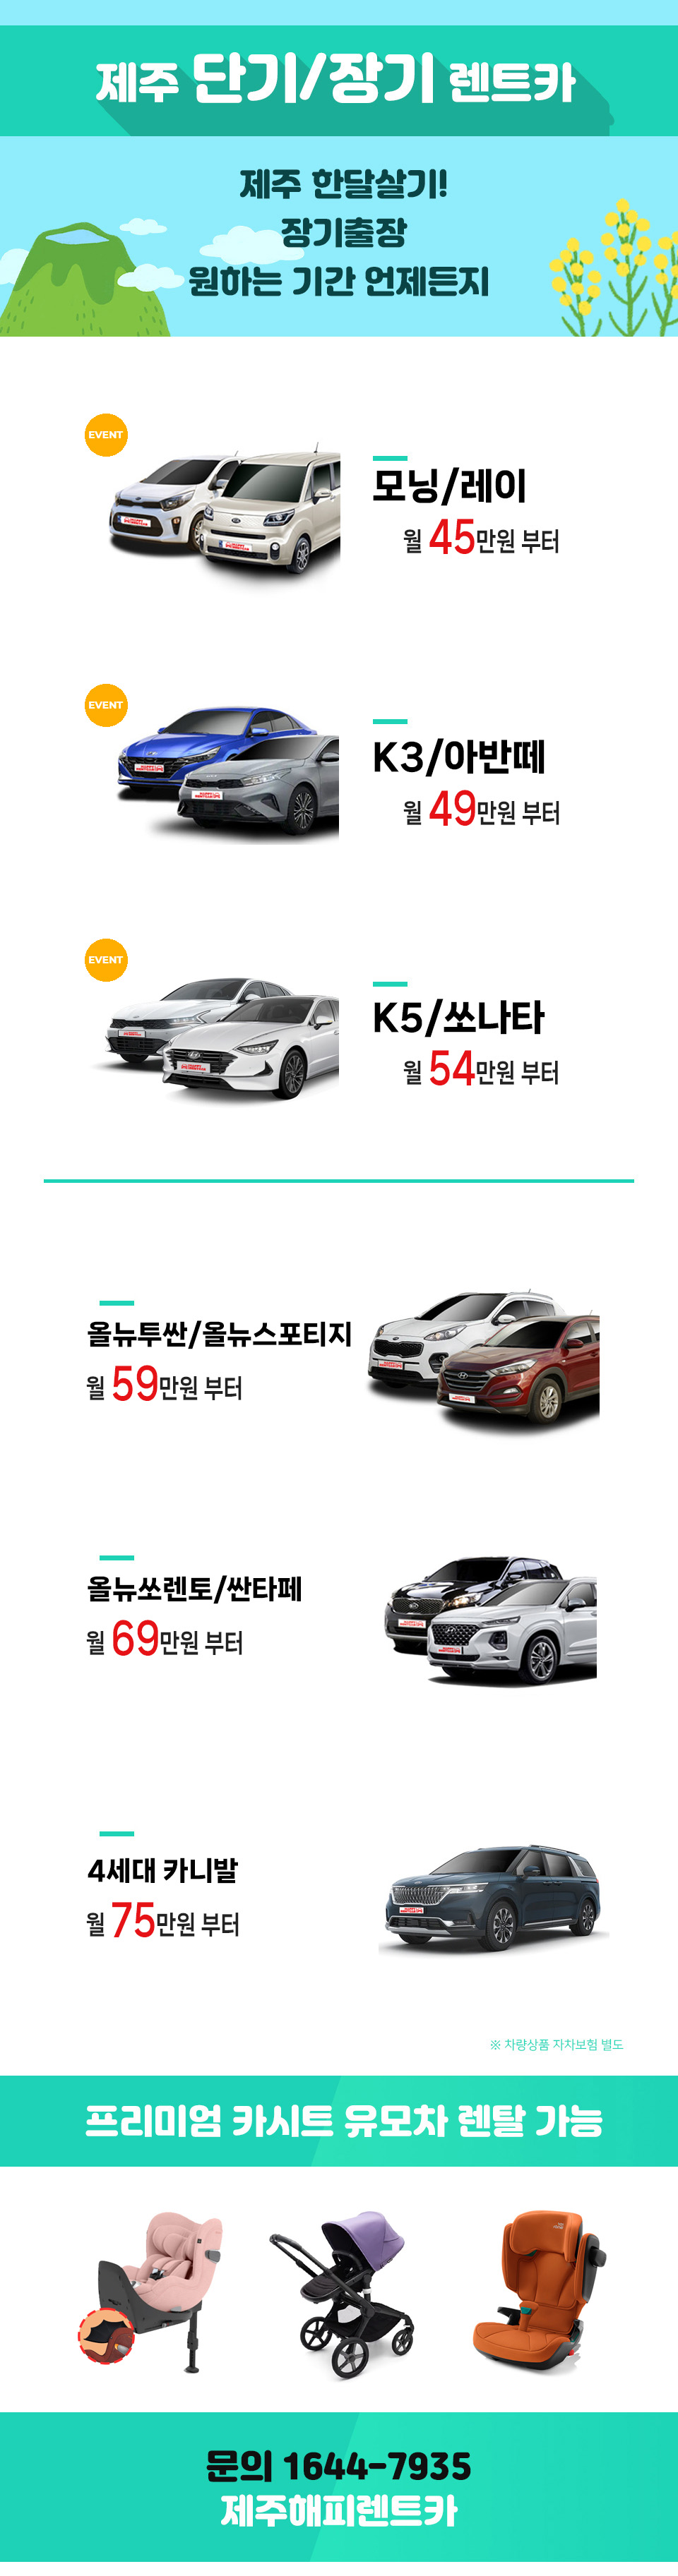 제주 단기/장기 렌트카
제주 한달살기!
장기출장
원하는 기간 언제든지
EVENT
모닝/레이
월 45만원 부터
EVENT
K3/아반떼
월 49만원 부터
EVENT
K5/쏘나타
월 54만원 부터
올뉴투싼/올뉴스포티지
월 59만원 부터
올뉴쏘렌토/싼타페
월 69만원 부터
4세대 카니발
월 75만원 부터
※ 차량상품 자차보험 별도
프리미엄 카시트 유모차 렌탈 가능
문의 1644-7935
제주해피렌트카